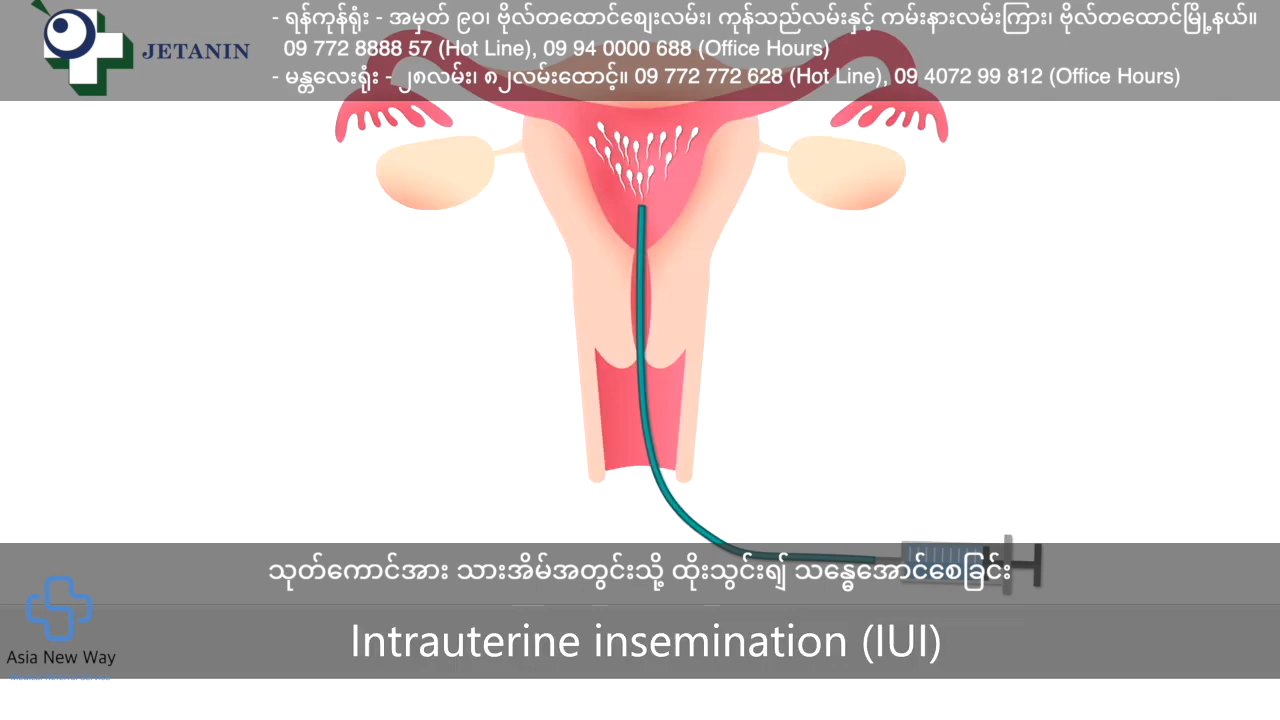 JETANIN
- ရန်ကုန်ရုံး - အမှတ် ၉၀၊ ဗိုလ်တထောင်ဈေးလမ်း၊ ကုန်သည်လမ်းနှင့် ကမ်းနားလမ်းကြား၊ ဗိုလ်တထောင်မြို့နယ်။
09 772 8888 57 (Hot Line), 09 94 0000 688 (Office Hours)
- မန္တလေးရုံး - ၂၈လမ်း၊ ၈၂လမ်းထောင့်။ 09 772 772 628 (Hot Line), 09 4072 99 812 (Office Hours)
သုတ်ကောင်အား သားအိမ်အတွင်းသို့ ထိုးသွင်း၍ သန္ဓေအောင်စေခြင်း
Intrauterine insemination (IUI)
Asia New Way
Medical Referral Service